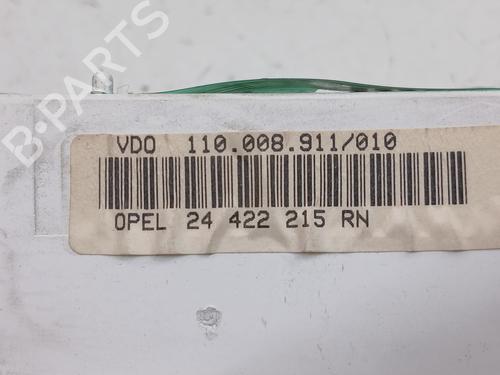 B-PARTS
VDO 110.008.911/010
OPEL 24 422 215 RN